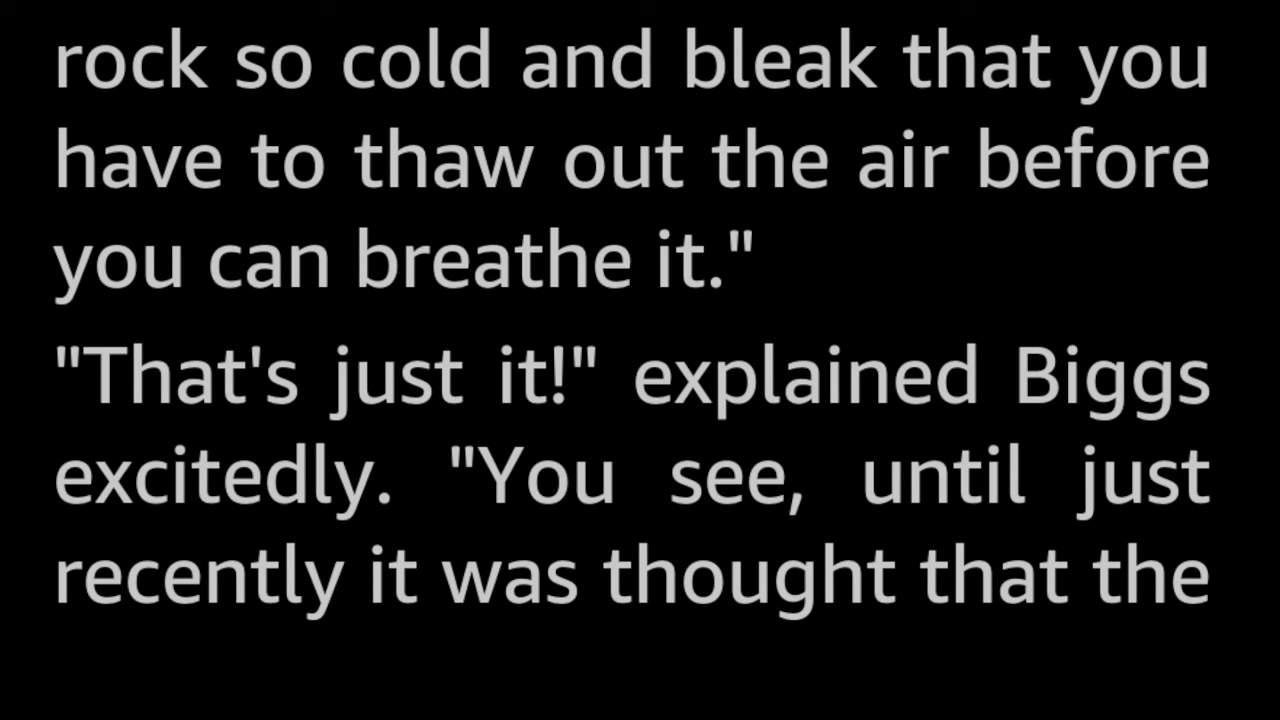 rock so cold and bleak that you
have to thaw out the air before
you can breathe it."
"That's just it!" explained Biggs
excitedly. "You see, until just
recently it was thought that the